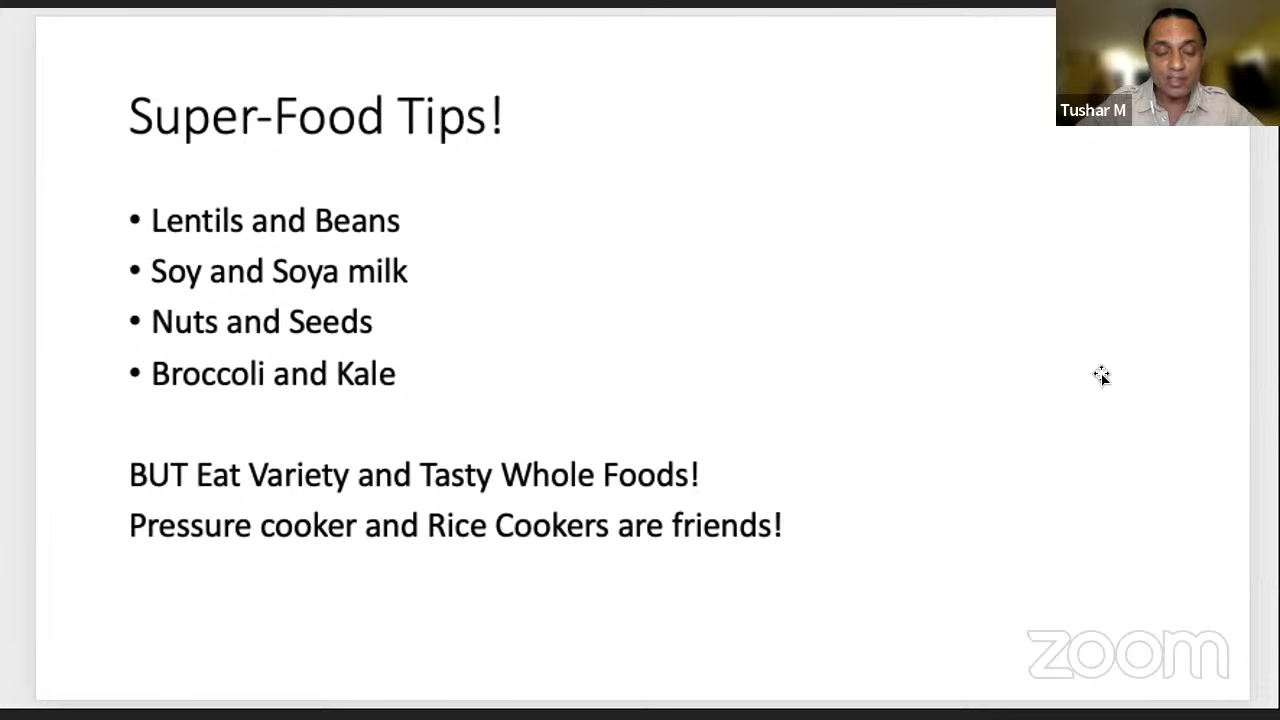 Super-Food Tips!
Tushar M
• Lentils and Beans
• Soy and Soya milk
• Nuts and Seeds
• Broccoli and Kale
BUT Eat Variety and Tasty Whole Foods!
Pressure cooker and Rice Cookers are friends!
zoom